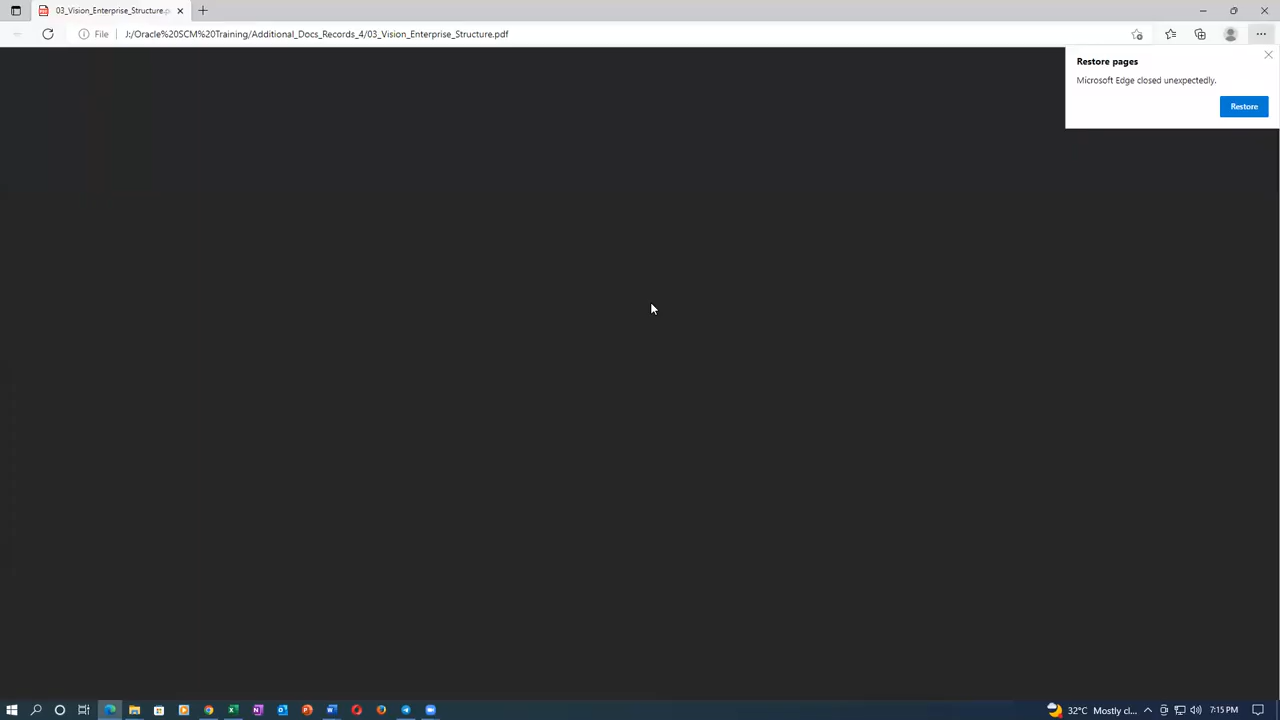 03_Vision_Enterprise_Structure.p
File
J:/Oracle%20SCM%20Training/Additional_Docs_Records_4/03_Vision_Enterprise_Structure.pdf
Restore pages
Microsoft Edge closed unexpectedly.
Restore
32°C Mostly cl...
7:15 PM